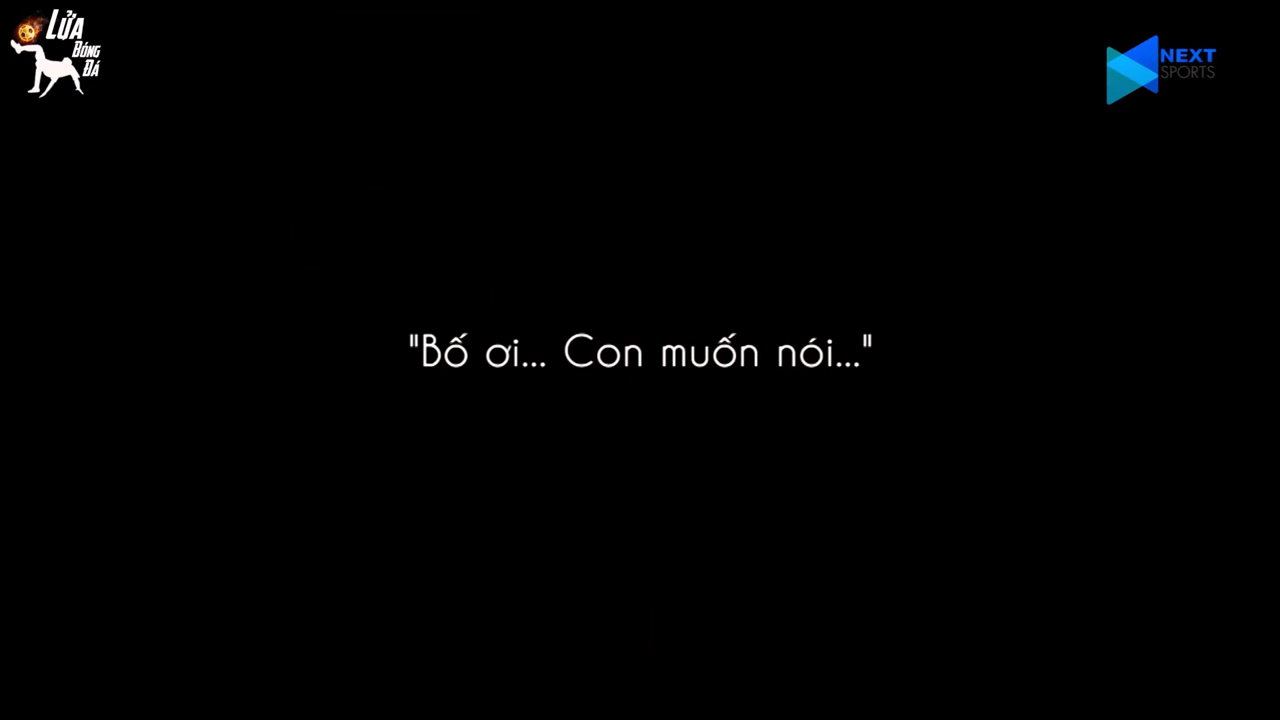 LỬA
BÓNG
ĐÁ
NEXT
SPORTS
"Bố ơi... Con muốn nói..."